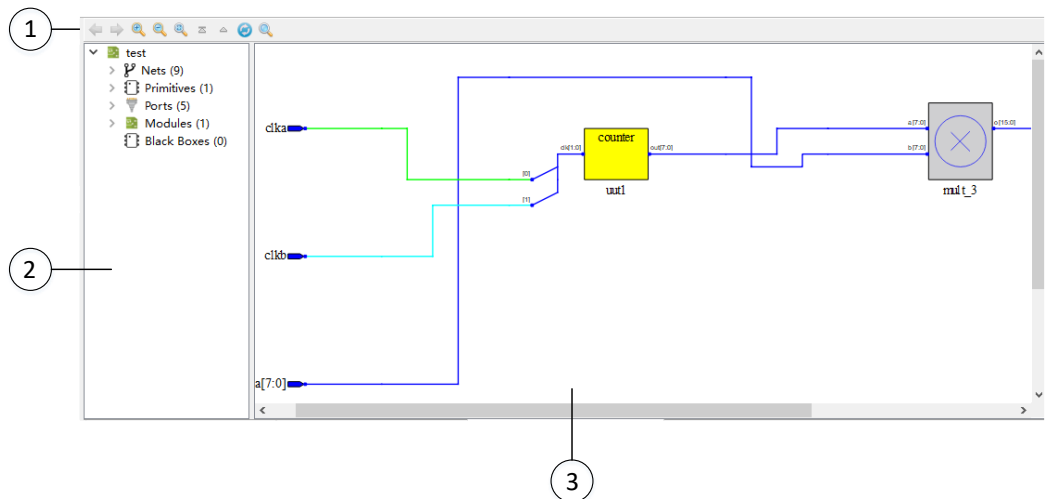 1
test
Nets (9)
Primitives (1)
Ports (5)
Modules (1)
Black Boxes (0)
2
clka
clkb
a[7:0]
[0]
[1]
counter
clk[1:0]
out[7:0]
uut1
a[7:0]
b[7:0]
o[15:0]
mult_3
3